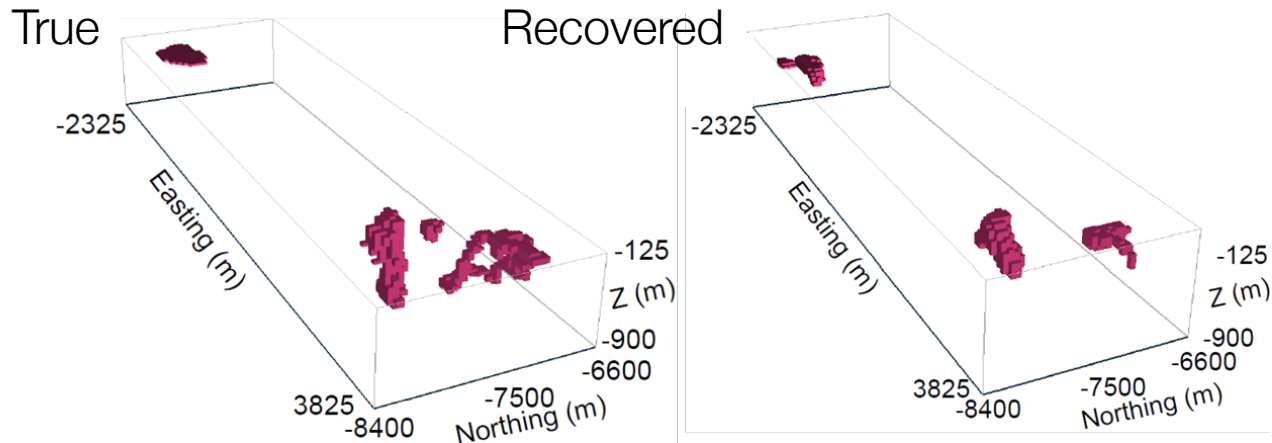 True
Recovered
-2325
Easting (m)
-125
Z (m)
-900
-6600
-7500
Northing (m)
3825
-8400
-2325
Easting (m)
-125
Z (m)
-900
-6600
-7500
Northing (m)
3825
-8400